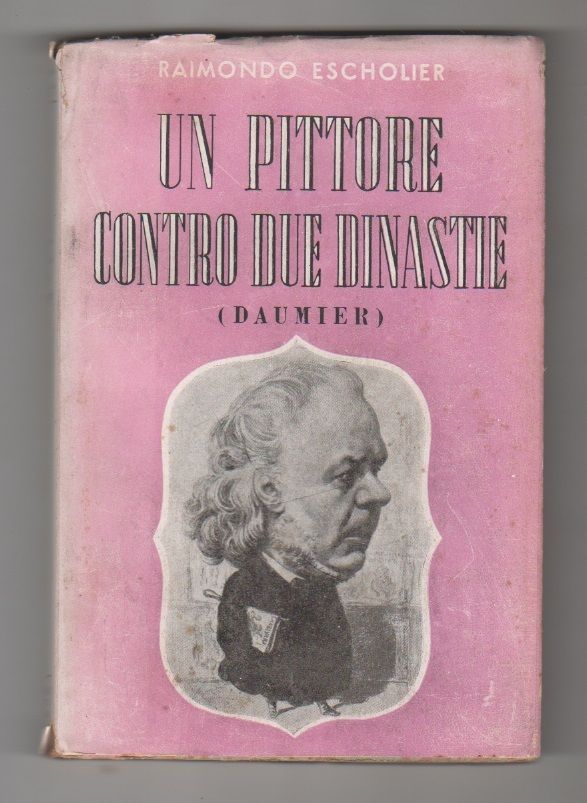 RAIMONDO ESCHOLIER
UN PITTORE
CONTRO DUE DINASTIE
(DAUMIER)